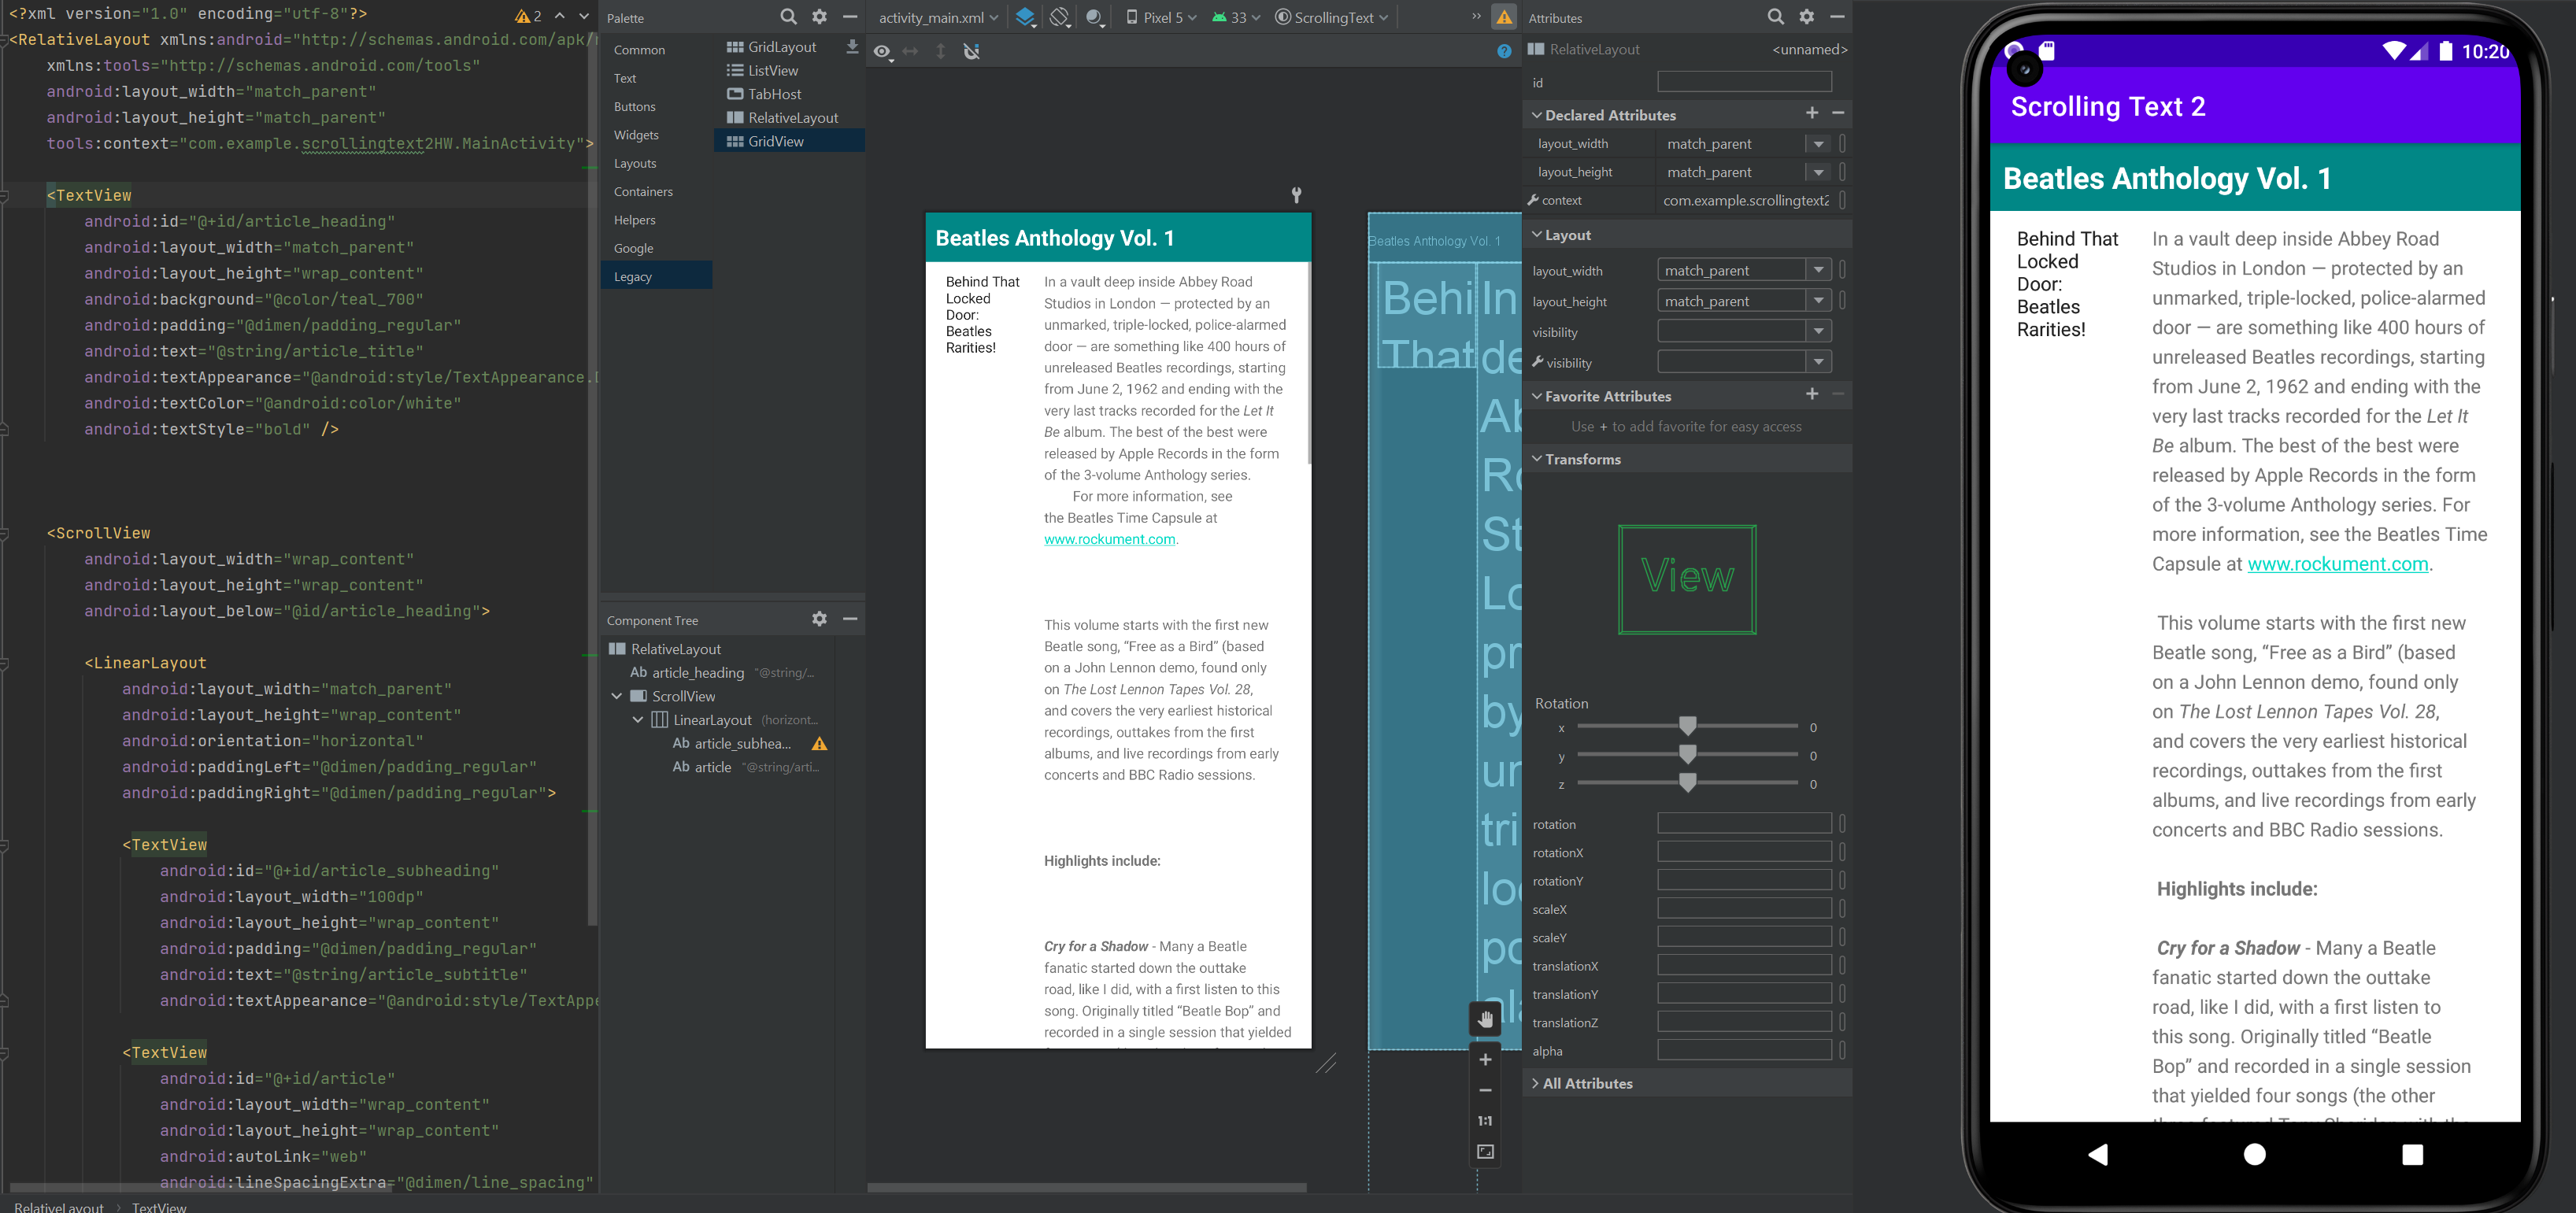 <?xml version="1.0" encoding="utf-8"?>
2
<RelativeLayout xmlns:android="http://schemas.android.com/apk/
xmlns:tools="http://schemas.android.com/tools"
android:layout_width="match_parent"
android:layout_height="match_parent"
tools:context="com.example.scrollingtext2HW.MainActivity">
<TextView
android:id="@+id/article_heading"
android:layout_width="match_parent"
android:layout_height="wrap_content"
android:background="@color/teal_700"
android:padding="@dimen/padding_regular"
android:text="@string/article_title"
android:textAppearance="@android:style/TextAppearance.
android:textColor="@android:color/white"
android:textStyle="bold" />
<ScrollView
android:layout_width="wrap_content"
android:layout_height="wrap_content"
android:layout_below="@id/article_heading">
<LinearLayout
android:layout_width="match_parent"
android:layout_height="wrap_content"
android:orientation="horizontal"
android:paddingLeft="@dimen/padding_regular"
android:paddingRight="@dimen/padding_regular">
<TextView
android:id="@+id/article_subheading"
android:layout_width="100dp"
android:layout_height="wrap_content"
android:padding="@dimen/padding_regular"
android:text="@string/article_subtitle"
android:textAppearance="@android:style/TextAppe
<TextView
android:id="@+id/article"
android:layout_width="wrap_content"
android:layout_height="wrap_content"
android:autoLink="web"
android:lineSpacingExtra="@dimen/line_spacing"
RelativeLayout > TextView
Palette
Common
Text
Buttons
Widgets
Layouts
Containers
Helpers
Google
Legacy
GridLayout
ListView
TabHost
RelativeLayout
GridView
Component Tree
RelativeLayout
Ab article_heading "@string/...
ScrollView
LinearLayout (horizont...
Ab article_subhea...
Ab article "@string/arti...
activity_main.xml
Pixel 5
33
ScrollingText
Beatles Anthology Vol. 1
Behind That
Locked
Door:
Beatles
Rarities!
In a vault deep inside Abbey Road
Studios in London — protected by an
unmarked, triple-locked, police-alarmed
door — are something like 400 hours of
unreleased Beatles recordings, starting
from June 2, 1962 and ending with the
very last tracks recorded for the Let It
Be album. The best of the best were
released by Apple Records in the form
of the 3-volume Anthology series.
For more information, see
the Beatles Time Capsule at
www.rockument.com.
This volume starts with the first new
Beatle song, “Free as a Bird” (based
on a John Lennon demo, found only
on The Lost Lennon Tapes Vol. 28,
and covers the very earliest historical
recordings, outtakes from the first
albums, and live recordings from early
concerts and BBC Radio sessions.
Highlights include:
Cry for a Shadow - Many a Beatle
fanatic started down the outtake
road, like I did, with a first listen to this
song. Originally titled “Beatle Bop” and
recorded in a single session that yielded
Beatles Anthology Vol. 1
Behi
That
In
de
Ab
Ro
St
Lo
pr
by
un
tri
loc
po
ala
1:1
Attributes
RelativeLayout <unnamed>
id
Declared Attributes
layout_width match_parent
layout_height match_parent
context com.example.scrollingtext2
Layout
layout_width match_parent
layout_height match_parent
visibility
visibility
Favorite Attributes
Use + to add favorite for easy access
Transforms
View
Rotation
x 0
y 0
z 0
rotation
rotationX
rotationY
scaleX
scaleY
translationX
translationY
translationZ
alpha
All Attributes
10:20
Scrolling Text 2
Beatles Anthology Vol. 1
Behind That
Locked
Door:
Beatles
Rarities!
In a vault deep inside Abbey Road
Studios in London — protected by an
unmarked, triple-locked, police-alarmed
door — are something like 400 hours of
unreleased Beatles recordings, starting
from June 2, 1962 and ending with the
very last tracks recorded for the Let It
Be album. The best of the best were
released by Apple Records in the form
of the 3-volume Anthology series. For
more information, see the Beatles Time
Capsule at www.rockument.com.
This volume starts with the first new
Beatle song, “Free as a Bird” (based
on a John Lennon demo, found only
on The Lost Lennon Tapes Vol. 28,
and covers the very earliest historical
recordings, outtakes from the first
albums, and live recordings from early
concerts and BBC Radio sessions.
Highlights include:
Cry for a Shadow - Many a Beatle
fanatic started down the outtake
road, like I did, with a first listen to
this song. Originally titled “Beatle
Bop” and recorded in a single session
that yielded four songs (the other